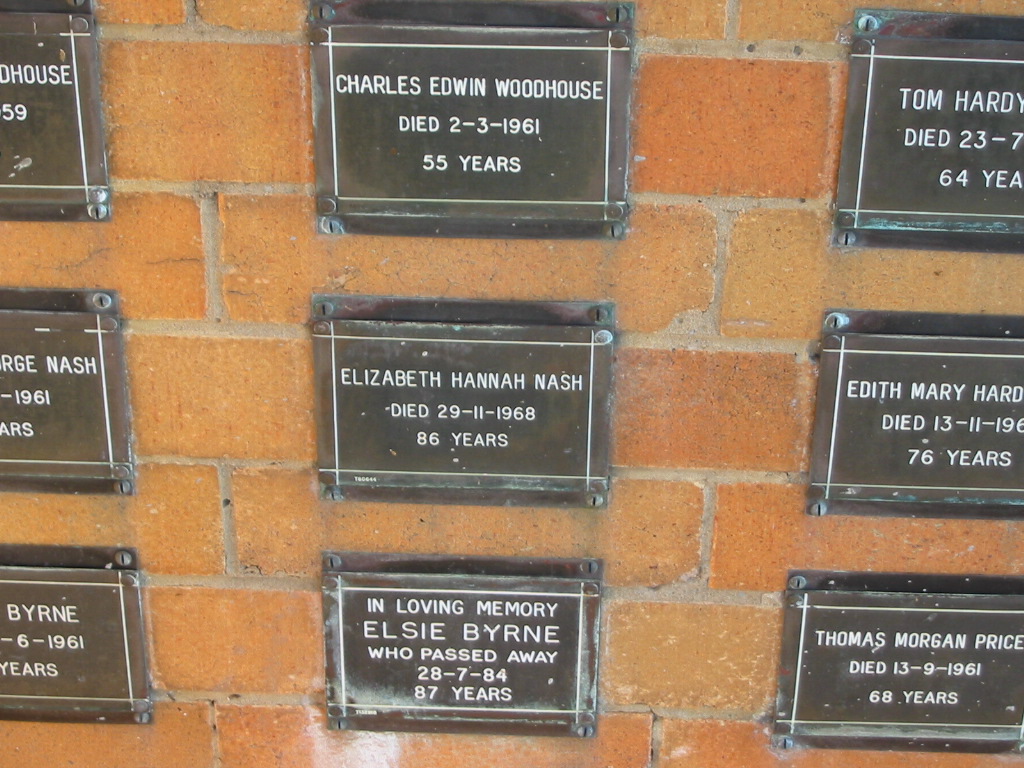 DHOUSE
59
CHARLES EDWIN WOODHOUSE
DIED 2-3-1961
55 YEARS
TOM HARDY
DIED 23-7
64 YEA
RGE NASH
-1961
ARS
ELIZABETH HANNAH NASH
DIED 29-11-1968
86 YEARS
EDITH MARY HARD
DIED 13-11-196
76 YEARS
BYRNE
-6-1961
YEARS
IN LOVING MEMORY
ELSIE BYRNE
WHO PASSED AWAY
28-7-84
87 YEARS
THOMAS MORGAN PRICE
DIED 13-9-1961
68 YEARS